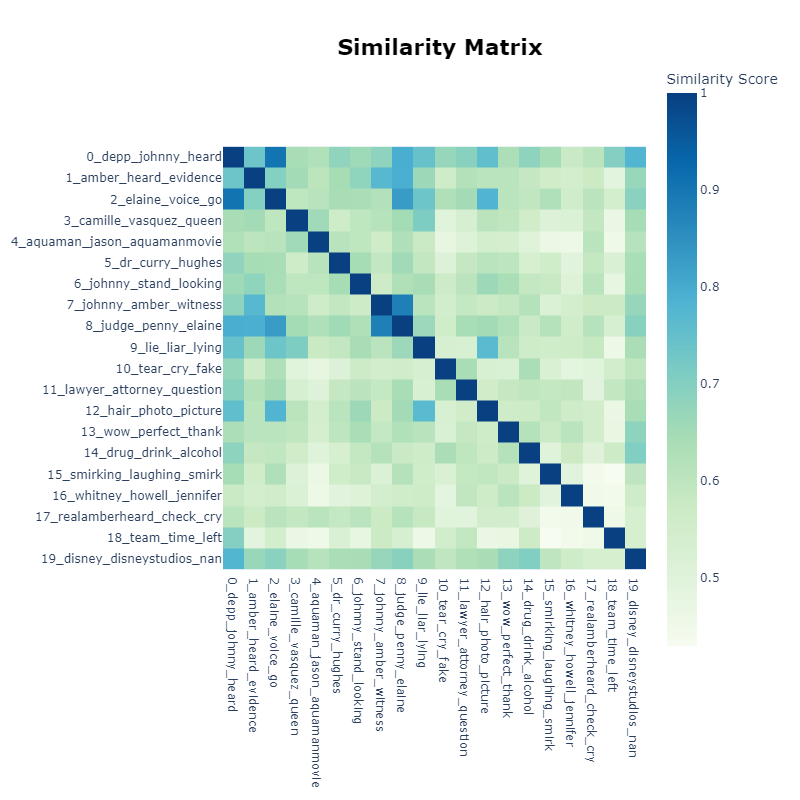 Similarity Matrix
Similarity Score
1
0.9
0.8
0.7
0.6
0.5
0_depp_johnny_heard
1_amber_heard_evidence
2_elaine_voice_go
3_camille_vasquez_queen
4_aquaman_jason_aquamanmovie
5_dr_curry_hughes
6_johnny_stand_looking
7_johnny_amber_witness
8_judge_penny_elaine
9_lie_liar_lying
10_tear_cry_fake
11_lawyer_attorney_question
12_hair_photo_picture
13_wow_perfect_thank
14_drug_drink_alcohol
15_smirking_laughing_smirk
16_whitney_howell_jennifer
17_realamberheard_check_cry
18_team_time_left
19_disney_disneystudios_nan
0_depp_johnny_heard
1_amber_heard_evidence
2_elaine_voice_go
3_camille_vasquez_queen
4_aquaman_jason_aquamanmovie
5_dr_curry_hughes
6_johnny_stand_looking
7_johnny_amber_witness
8_judge_penny_elaine
9_lie_liar_lying
10_tear_cry_fake
11_lawyer_attorney_question
12_hair_photo_picture
13_wow_perfect_thank
14_drug_drink_alcohol
15_smirking_laughing_smirk
16_whitney_howell_jennifer
17_realamberheard_check_cry
18_team_time_left
19_disney_disneystudios_nan